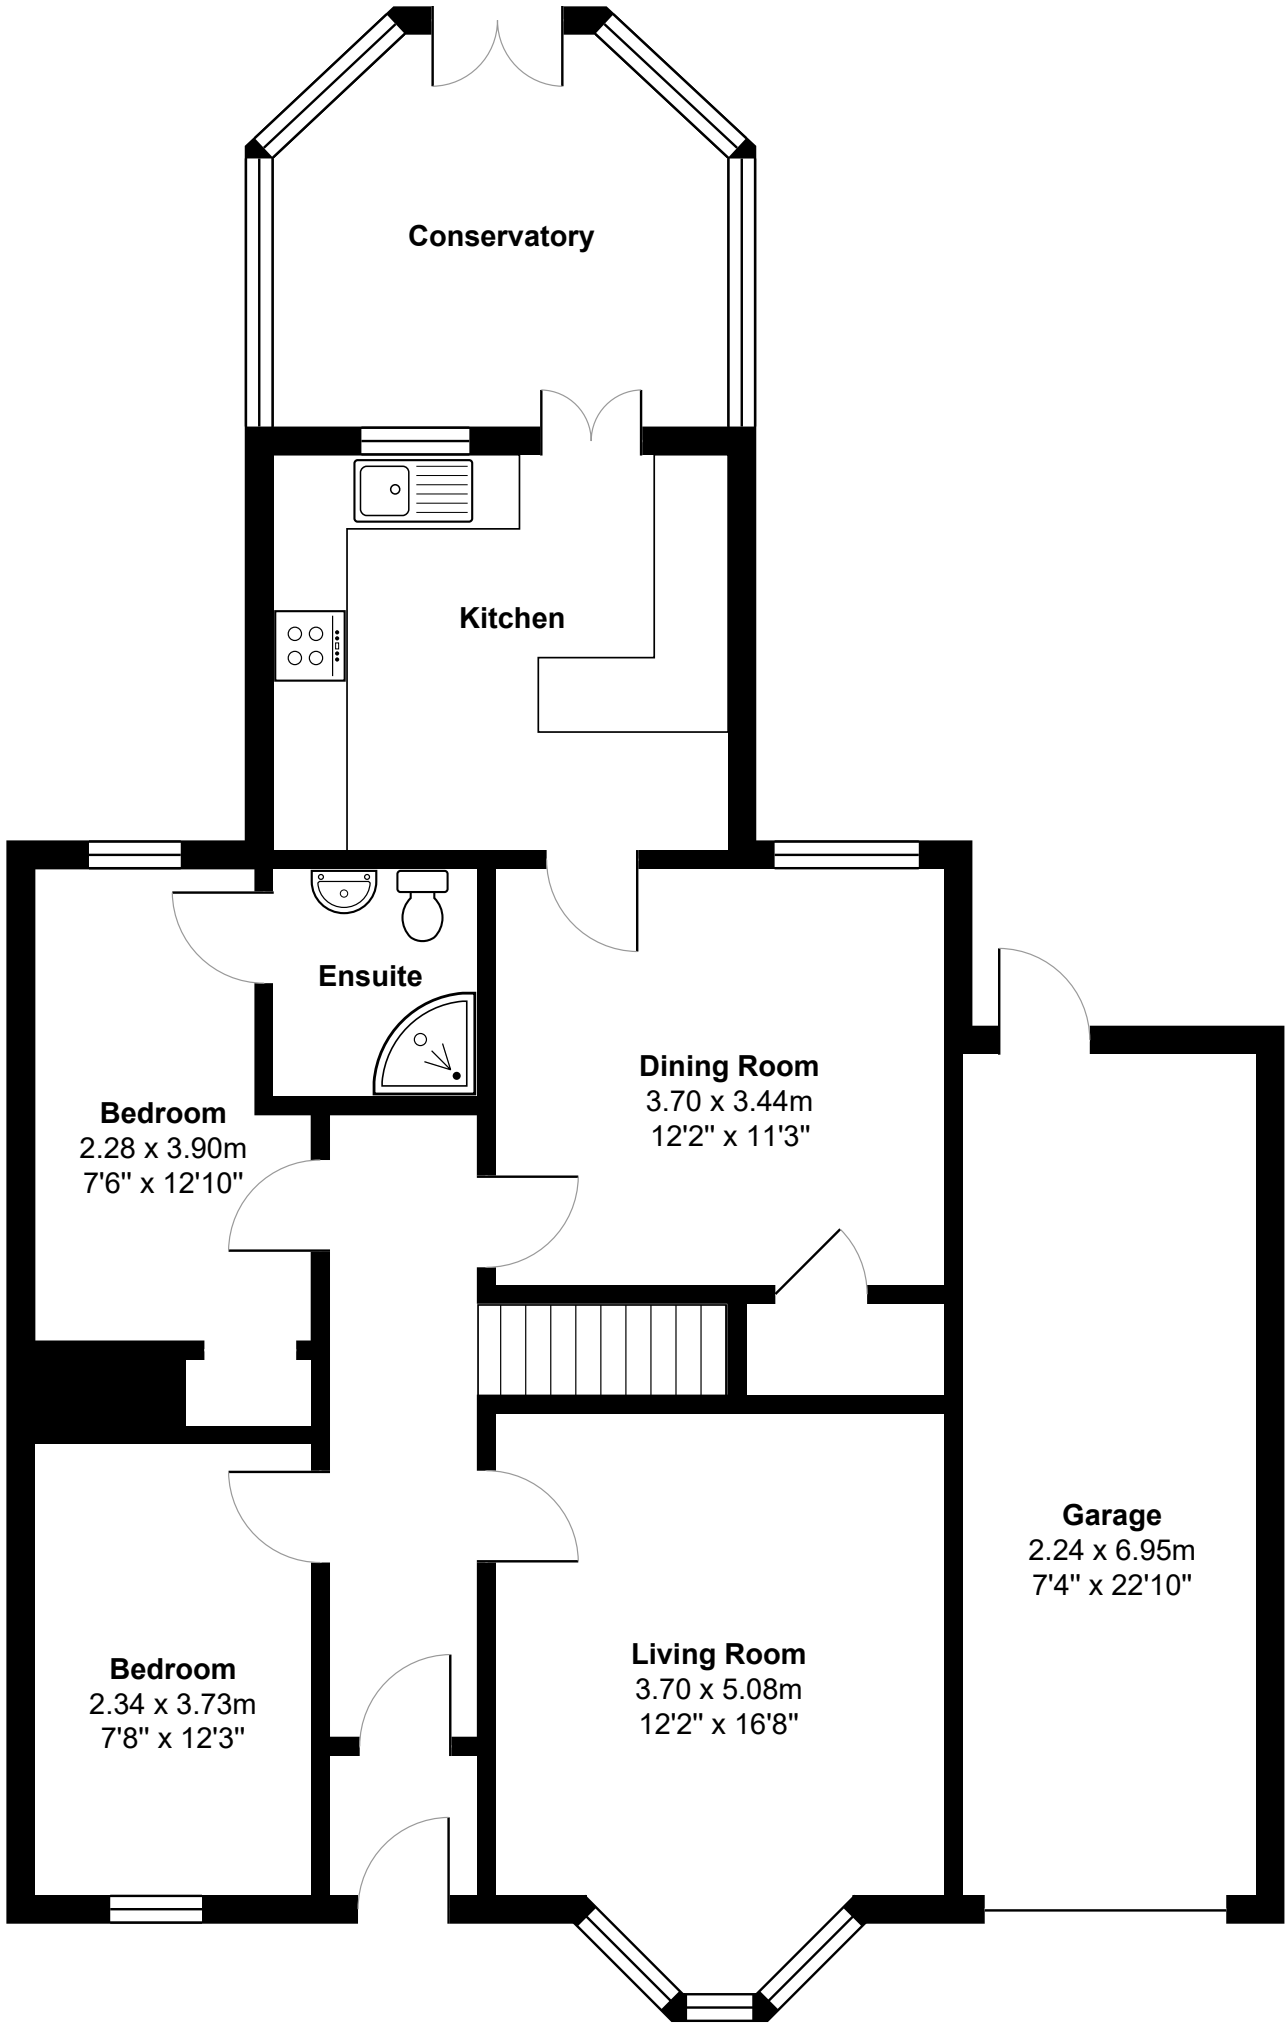 Conservatory
Kitchen
Ensuite
Dining Room
3.70 x 3.44m
12'2" x 11'3"
Bedroom
2.28 x 3.90m
7'6" x 12'10"
Garage
2.24 x 6.95m
7'4" x 22'10"
Living Room
3.70 x 5.08m
12'2" x 16'8"
Bedroom
2.34 x 3.73m
7'8" x 12'3"